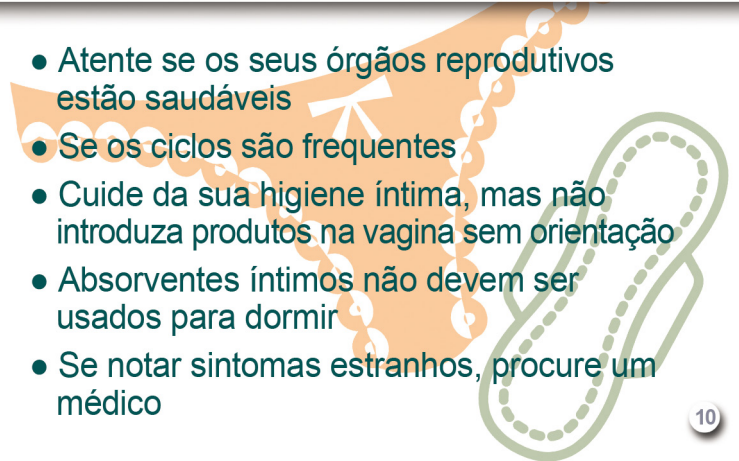 ● Atente se os seus órgãos reprodutivos
estão saudáveis
● Se os ciclos são frequentes
● Cuide da sua higiene íntima, mas não
introduza produtos na vagina sem orientação
● Absorventes íntimos não devem ser
usados para dormir
● Se notar sintomas estranhos, procure um
médico
10